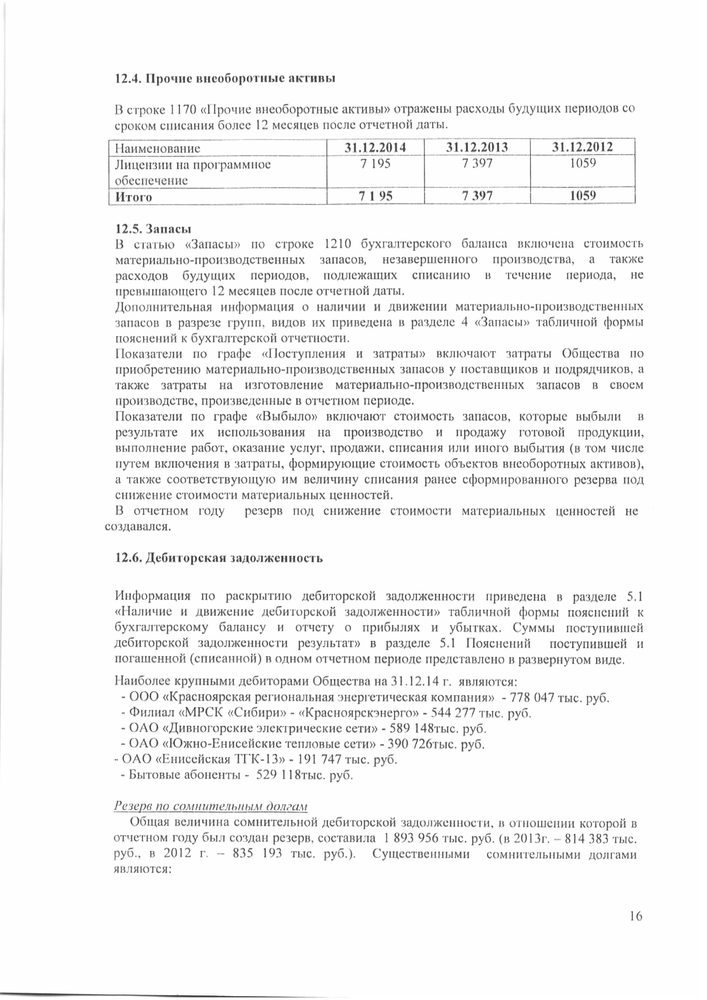 12.4. Прочие внеоборотные активы
В строке 1170 «Прочие внеоборотные активы» отражены расходы будущих периодов со
сроком списания более 12 месяцев после отчетной даты.
Наименование 31.12.2014 31.12.2013 31.12.2012
Лицензии на программное 7 195 7 397 1059
обеспечение
Итого 7 1 95 7 397 1059
12.5. Запасы
В статью «Запасы» по строке 1210 бухгалтерского баланса включена стоимость
материально-производственных запасов, незавершенного производства, а также
расходов будущих периодов, подлежащих списанию в течение периода, не
превышающего 12 месяцев после отчетной даты.
Дополнительная информация о наличии и движении материально-производственных
запасов в разрезе групп, видов их приведена в разделе 4 «Запасы» табличной формы
пояснений к бухгалтерской отчетности.
Показатели по графе «Поступления и затраты» включают затраты Общества по
приобретению материально-производственных запасов у поставщиков и подрядчиков, а
также затраты на изготовление материально-производственных запасов в своем
производстве, произведенные в отчетном периоде.
Показатели по графе «Выбыло» включают стоимость запасов, которые выбыли в
результате их использования на производство и продажу готовой продукции,
выполнение работ, оказание услуг, продажи, списания или иного выбытия (в том числе
путем включения в затраты, формирующие стоимость объектов внеоборотных активов),
а также соответствующую им величину списания ранее сформированного резерва под
снижение стоимости материальных ценностей.
В отчетном году резерв под снижение стоимости материальных ценностей не
создавался.
12.6. Дебиторская задолженность
Информация по раскрытию дебиторской задолженности приведена в разделе 5.1
«Наличие и движение дебиторской задолженности» табличной формы пояснений к
бухгалтерскому балансу и отчету о прибылях и убытках. Суммы поступившей
дебиторской задолженности результат» в разделе 5.1 Пояснений поступившей и
погашенной (списанной) в одном отчетном периоде представлено в развернутом виде.
Наиболее крупными дебиторами Общества на 31.12.14 г. являются:
- ООО «Красноярская региональная энергетическая компания» - 778 047 тыс. руб.
- Филиал «МРСК «Сибири» - «Красноярскэнерго» - 544 277 тыс. руб.
- ОАО «Дивногорские электрические сети» - 589 148тыс. руб.
- ОАО «Южно-Енисейские тепловые сети» - 390 726тыс. руб.
- ОАО «Енисейская ТГК-13» - 191 747 тыс. руб.
- Бытовые абоненты - 529 118тыс. руб.
Резерв по сомнительным долгам
Общая величина сомнительной дебиторской задолженности, в отношении которой в
отчетном году был создан резерв, составила 1 893 956 тыс. руб. (в 2013г. – 814 383 тыс.
руб., в 2012 г. – 835 193 тыс. руб.). Существенными сомнительными долгами
являются:
16